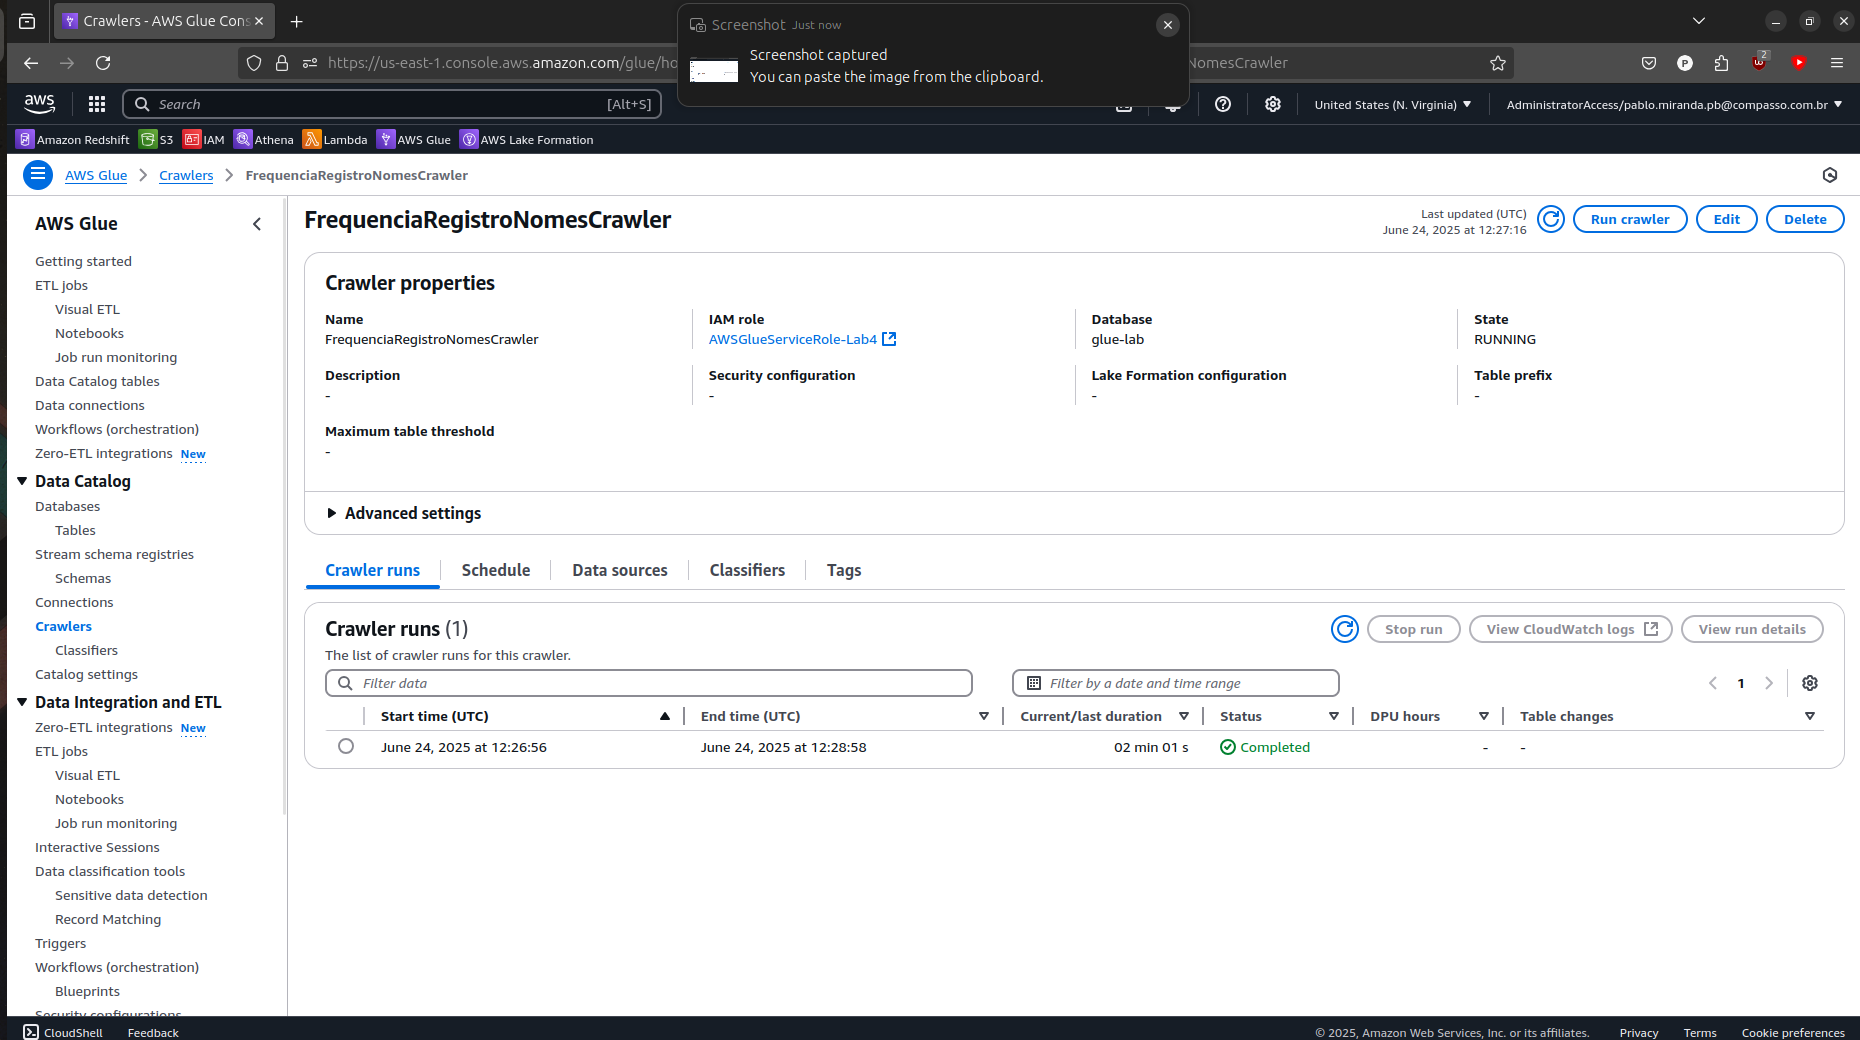 Crawlers - AWS Glue Cons
Screenshot Just now
Screenshot captured
You can paste the image from the clipboard.
https://us-east-1.console.aws.amazon.com/glue/ho
NomesCrawler
P
2
aws
Search [Alt+S]
United States (N. Virginia)
AdministratorAccess/pablo.miranda.pb@compasso.com.br
Amazon Redshift S3 IAM Athena Lambda AWS Glue AWS Lake Formation
AWS Glue Crawlers FrequenciaRegistroNomesCrawler
AWS Glue
Getting started
ETL jobs
Visual ETL
Notebooks
Job run monitoring
Data Catalog tables
Data connections
Workflows (orchestration)
Zero-ETL integrations New
Data Catalog
Databases
Tables
Stream schema registries
Schemas
Connections
Crawlers
Classifiers
Catalog settings
Data Integration and ETL
Zero-ETL integrations New
ETL jobs
Visual ETL
Notebooks
Job run monitoring
Interactive Sessions
Data classification tools
Sensitive data detection
Record Matching
Triggers
Workflows (orchestration)
Blueprints
Security configurations
FrequenciaRegistroNomesCrawler
Last updated (UTC)
June 24, 2025 at 12:27:16
Run crawler
Edit
Delete
Crawler properties
Name
FrequenciaRegistroNomesCrawler
IAM role
AWSGlueServiceRole-Lab4
Database
glue-lab
State
RUNNING
Description
-
Security configuration
-
Lake Formation configuration
-
Table prefix
-
Maximum table threshold
-
Advanced settings
Crawler runs Schedule Data sources Classifiers Tags
Crawler runs (1)
Stop run
View CloudWatch logs
View run details
The list of crawler runs for this crawler.
Filter data
Filter by a date and time range
1
Start time (UTC) End time (UTC) Current/last duration Status DPU hours Table changes
June 24, 2025 at 12:26:56 June 24, 2025 at 12:28:58 02 min 01 s Completed - -
CloudShell Feedback
© 2025, Amazon Web Services, Inc. or its affiliates. Privacy Terms Cookie preferences